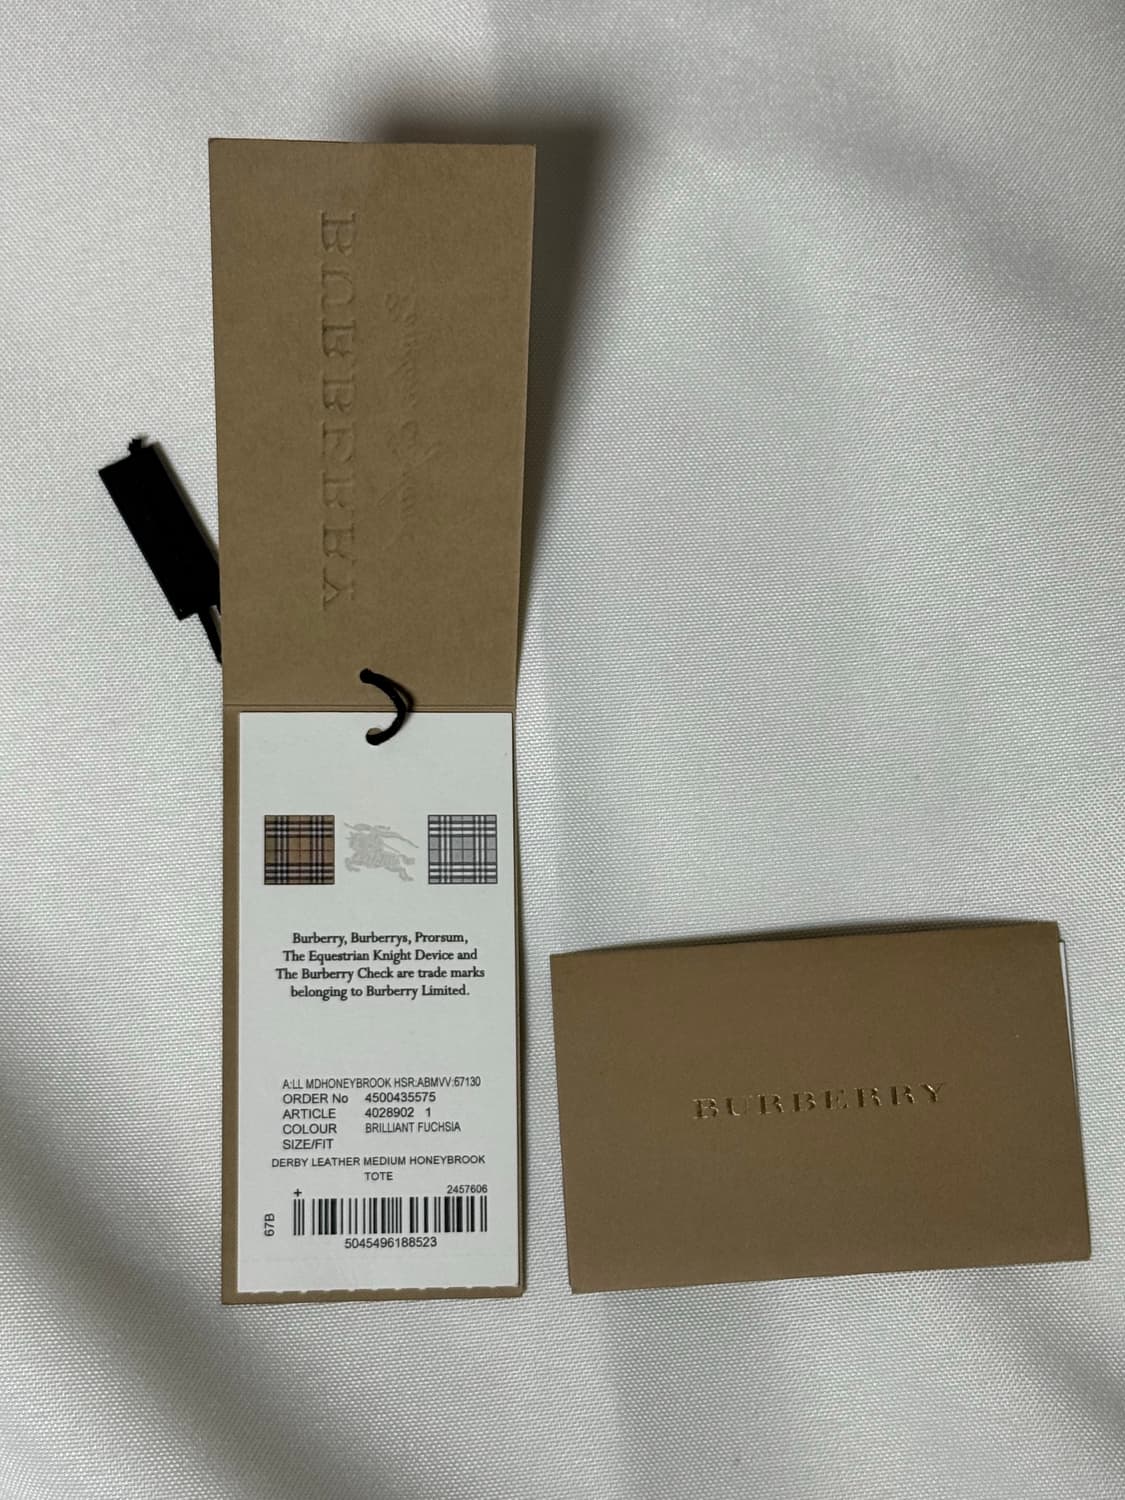 BURBERRY
Burberry, Burberrys, Prorsum,
The Equestrian Knight Device and
The Burberry Check are trade marks
belonging to Burberry Limited.
A:LL MDHONEYBROOK HSR:ABMVV:67130
ORDER No 4500435575
ARTICLE 4028902 1
COLOUR BRILLIANT FUCHSIA
SIZE/FIT
DERBY LEATHER MEDIUM HONEYBROOK
TOTE
+ 2457606
67B
5045496188523
BURBERRY